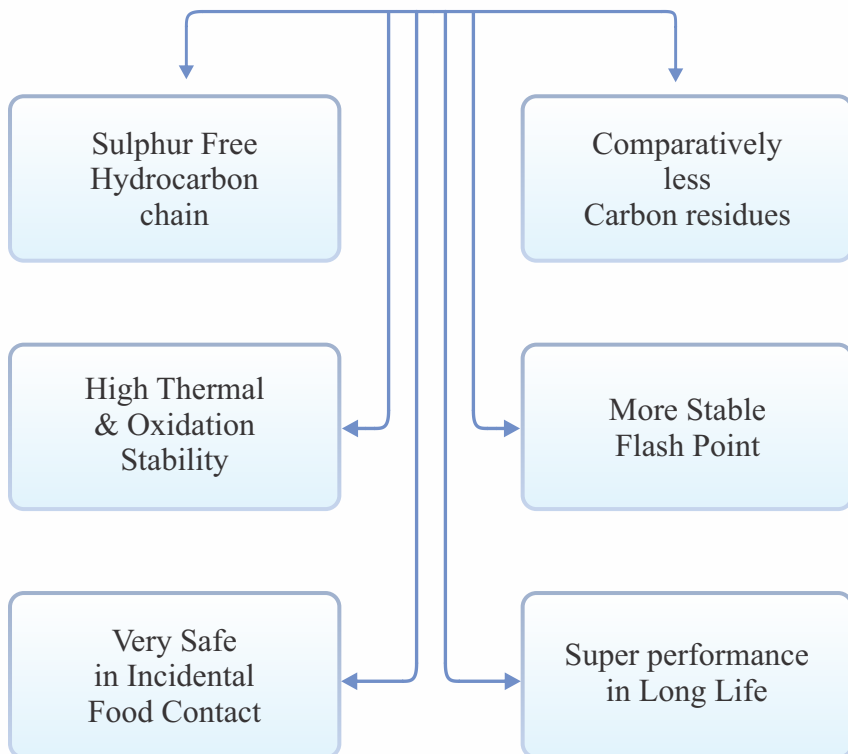 Sulphur Free
Hydrocarbon
chain
Comparatively
less
Carbon residues
High Thermal
& Oxidation
Stability
More Stable
Flash Point
Very Safe
in Incidental
Food Contact
Super performance
in Long Life